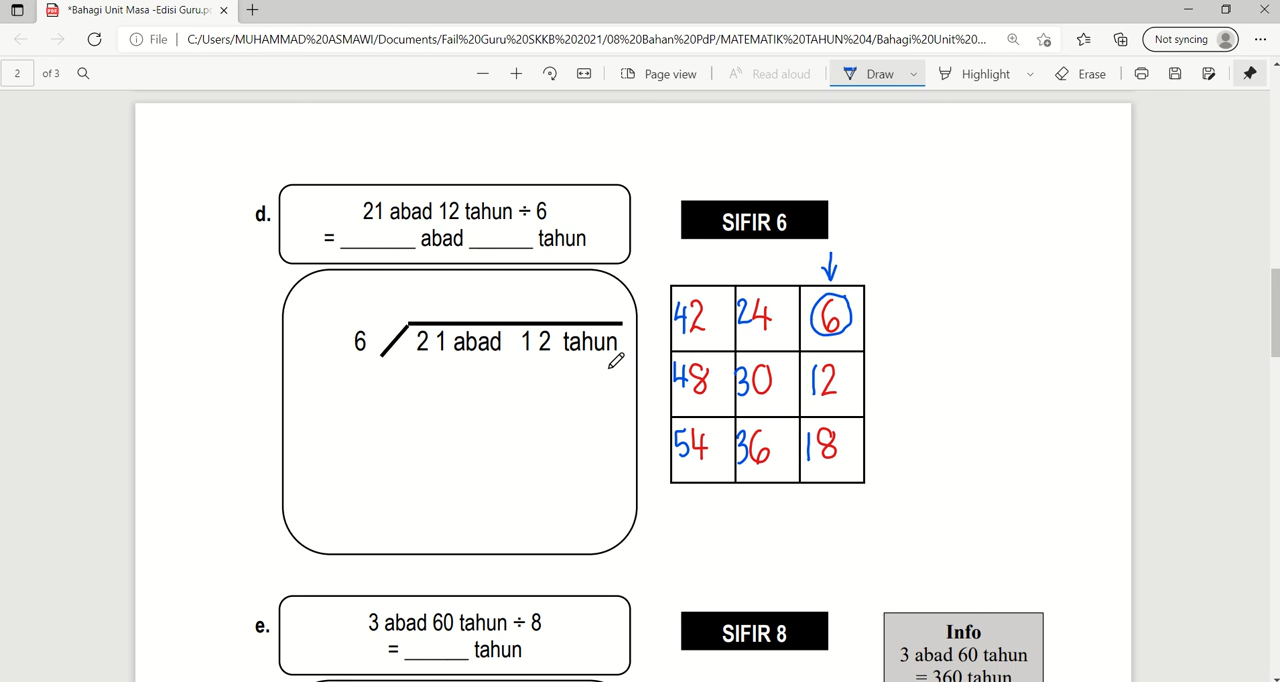 *Bahagi Unit Masa -Edisi Guru.p
File C:/Users/MUHAMMAD%20ASMAWI/Documents/Fail%20Guru%20SKKB%202021/08%20Bahan%20PdP/MATEMATIK%20TAHUN%204/Bahagi%20Unit%20... Not syncing
2 of 3 Page view Read aloud Draw Highlight Erase
d. 21 abad 12 tahun ÷ 6
= _______ abad ______ tahun
SIFIR 6
6 2 1 abad 1 2 tahun
42 24 6
48 30 12
54 36 18
e. 3 abad 60 tahun ÷ 8
= ______ tahun
SIFIR 8
Info
3 abad 60 tahun
= 360 tahun